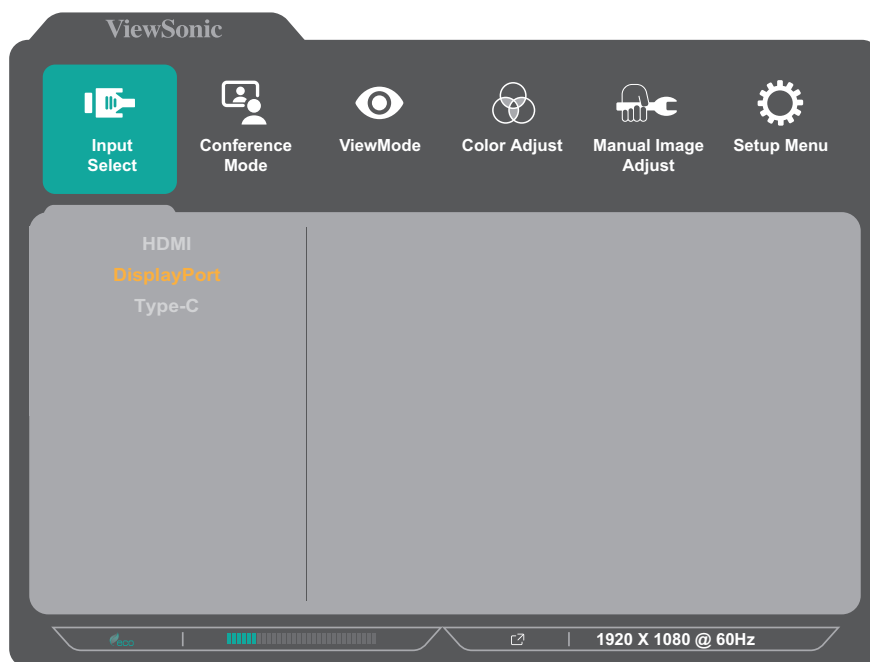 ViewSonic
Input
Select
Conference
Mode
ViewMode
Color Adjust
Manual Image
Adjust
Setup Menu
HDMI
DisplayPort
Type-C
eco
1920 X 1080 @ 60Hz